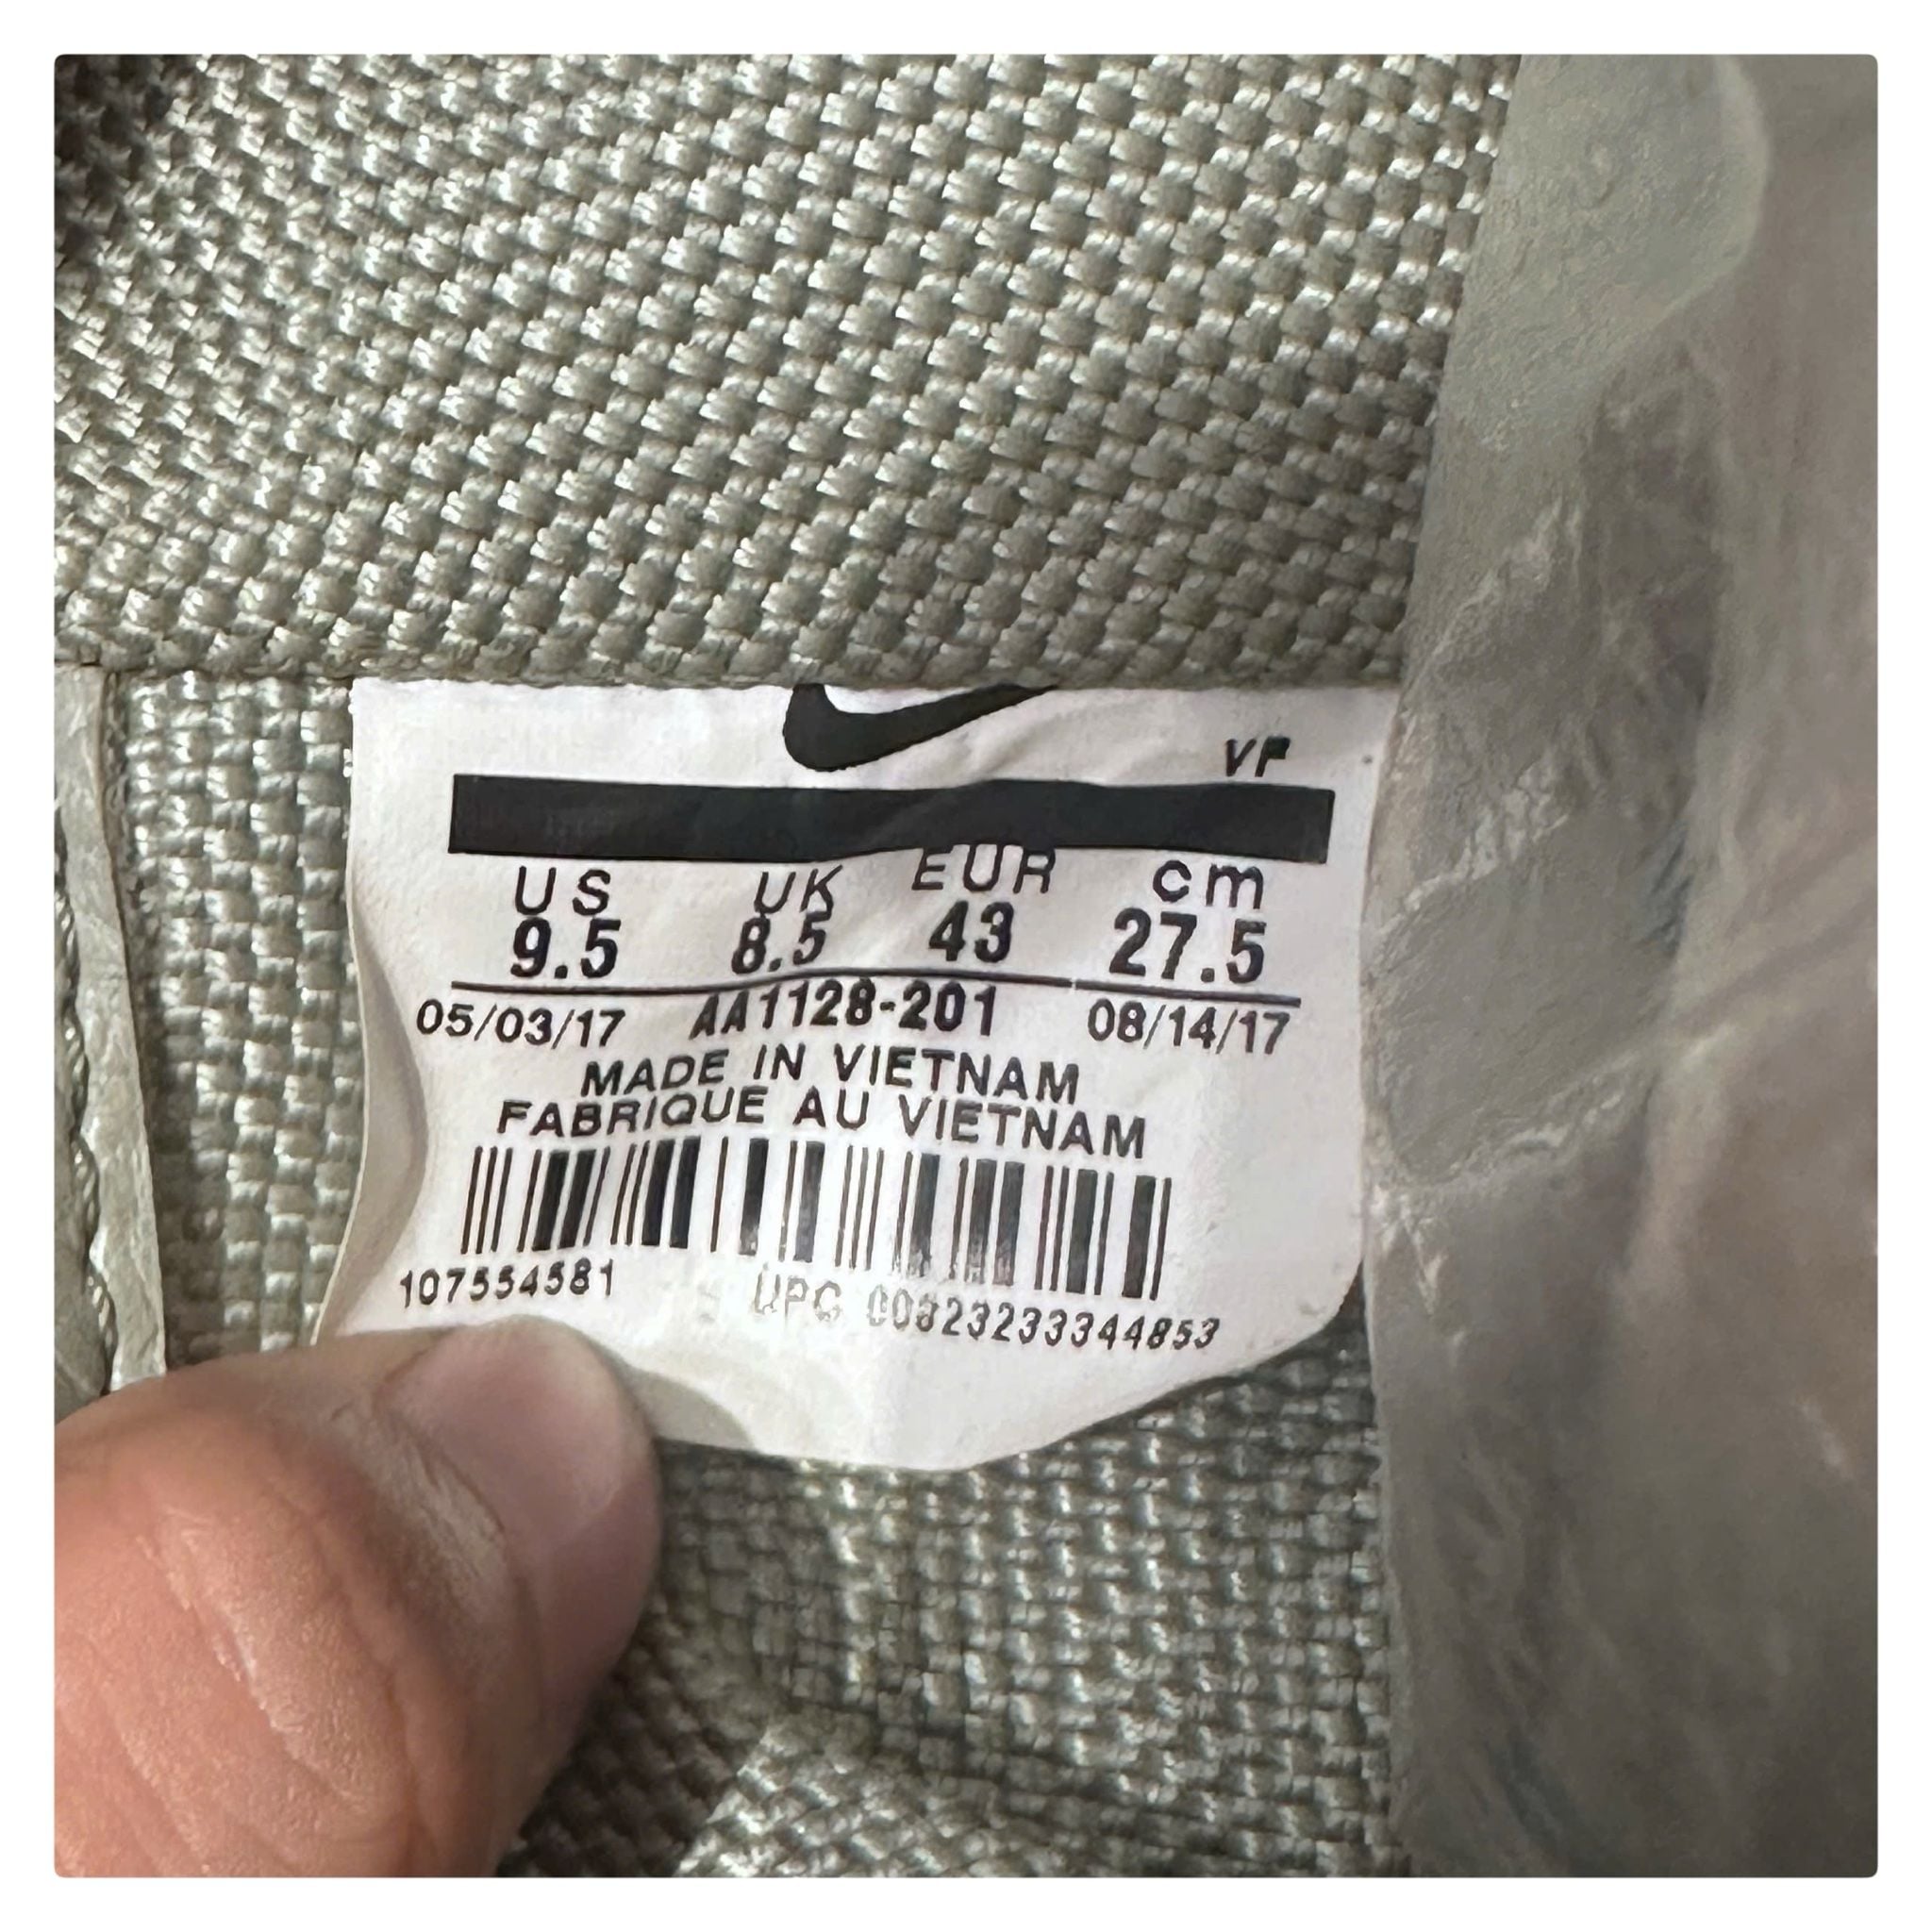 VF
US UK EUR cm
9.5 8.5 43 27.5
05/03/17 AA1128-201 08/14/17
MADE IN VIETNAM
FABRIQUE AU VIETNAM
107554581 UPC 00823233344853